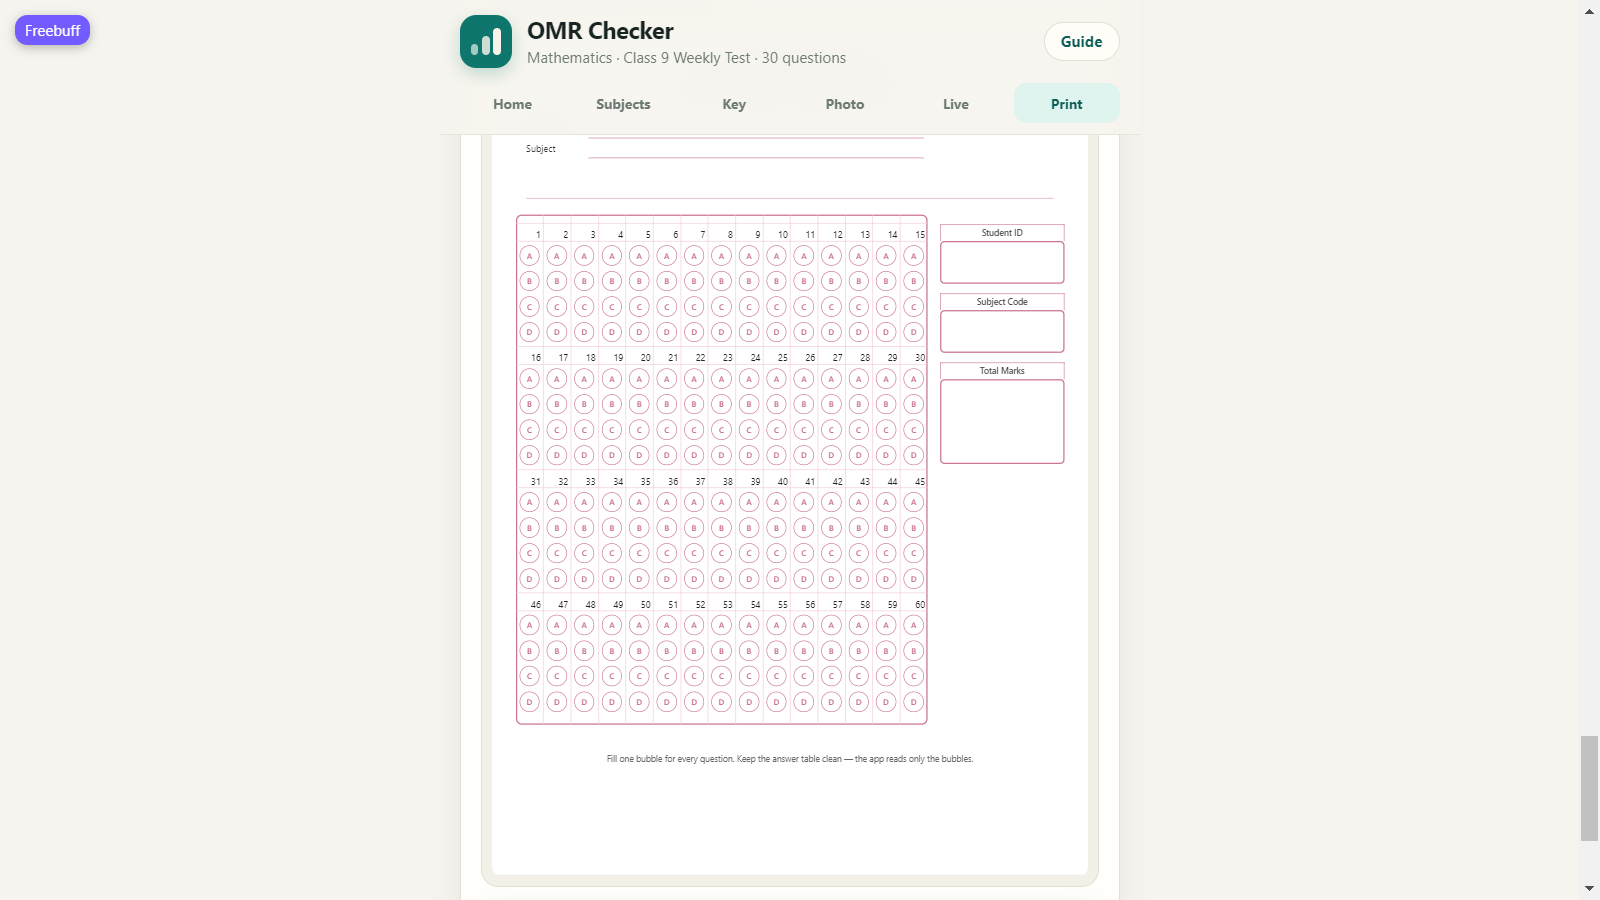 Freebuff
OMR Checker
Mathematics · Class 9 Weekly Test · 30 questions
Guide
Home Subjects Key Photo Live Print
Subject
1 2 3 4 5 6 7 8 9 10 11 12 13 14 15
A A A A A A A A A A A A A A A
B B B B B B B B B B B B B B B
C C C C C C C C C C C C C C C
D D D D D D D D D D D D D D D
16 17 18 19 20 21 22 23 24 25 26 27 28 29 30
A A A A A A A A A A A A A A A
B B B B B B B B B B B B B B B
C C C C C C C C C C C C C C C
D D D D D D D D D D D D D D D
31 32 33 34 35 36 37 38 39 40 41 42 43 44 45
A A A A A A A A A A A A A A A
B B B B B B B B B B B B B B B
C C C C C C C C C C C C C C C
D D D D D D D D D D D D D D D
46 47 48 49 50 51 52 53 54 55 56 57 58 59 60
A A A A A A A A A A A A A A A
B B B B B B B B B B B B B B B
C C C C C C C C C C C C C C C
D D D D D D D D D D D D D D D
Student ID
Subject Code
Total Marks
Fill one bubble for every question. Keep the answer table clean — the app reads only the bubbles.